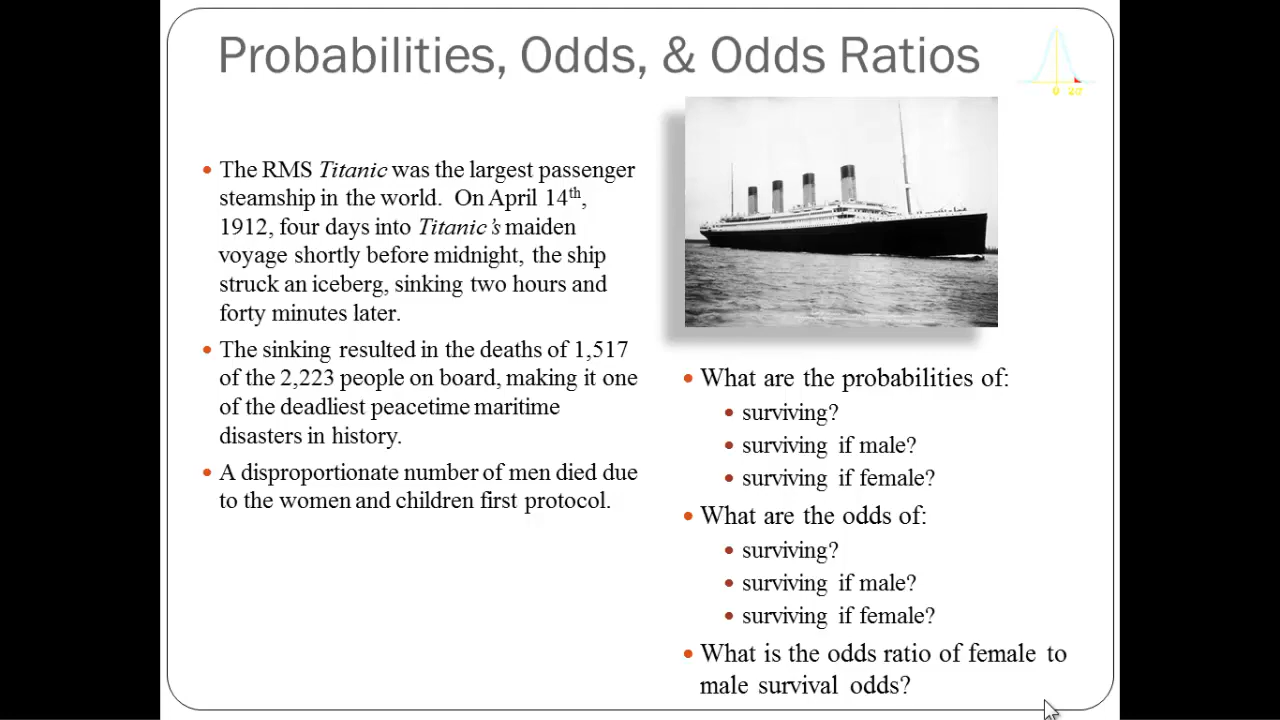 Probabilities, Odds, & Odds Ratios
0 2σ
• The RMS Titanic was the largest passenger
steamship in the world. On April 14th,
1912, four days into Titanic’s maiden
voyage shortly before midnight, the ship
struck an iceberg, sinking two hours and
forty minutes later.
• The sinking resulted in the deaths of 1,517
of the 2,223 people on board, making it one
of the deadliest peacetime maritime
disasters in history.
• A disproportionate number of men died due
to the women and children first protocol.
• What are the probabilities of:
• surviving?
• surviving if male?
• surviving if female?
• What are the odds of:
• surviving?
• surviving if male?
• surviving if female?
• What is the odds ratio of female to
male survival odds?